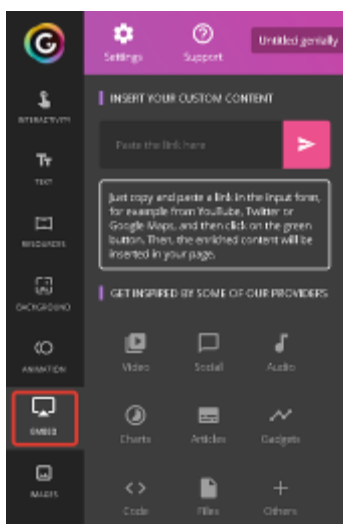 Settings
Support
Untitled genially
INTERACTIVITY
TEXT
RESOURCES
BACKGROUND
ANIMATION
EMBED
IMAGES
INSERT YOUR CUSTOM CONTENT
Paste the link here
Just copy and paste a link in the input form,
for example from YouTube, Twitter or
Google Maps, and then click on the green
button. Then, the enriched content will be
inserted in your page.
GET INSPIRED BY SOME OF OUR PROVIDERS
Video
Social
Audio
Charts
Articles
Gadgets
Code
Files
Others